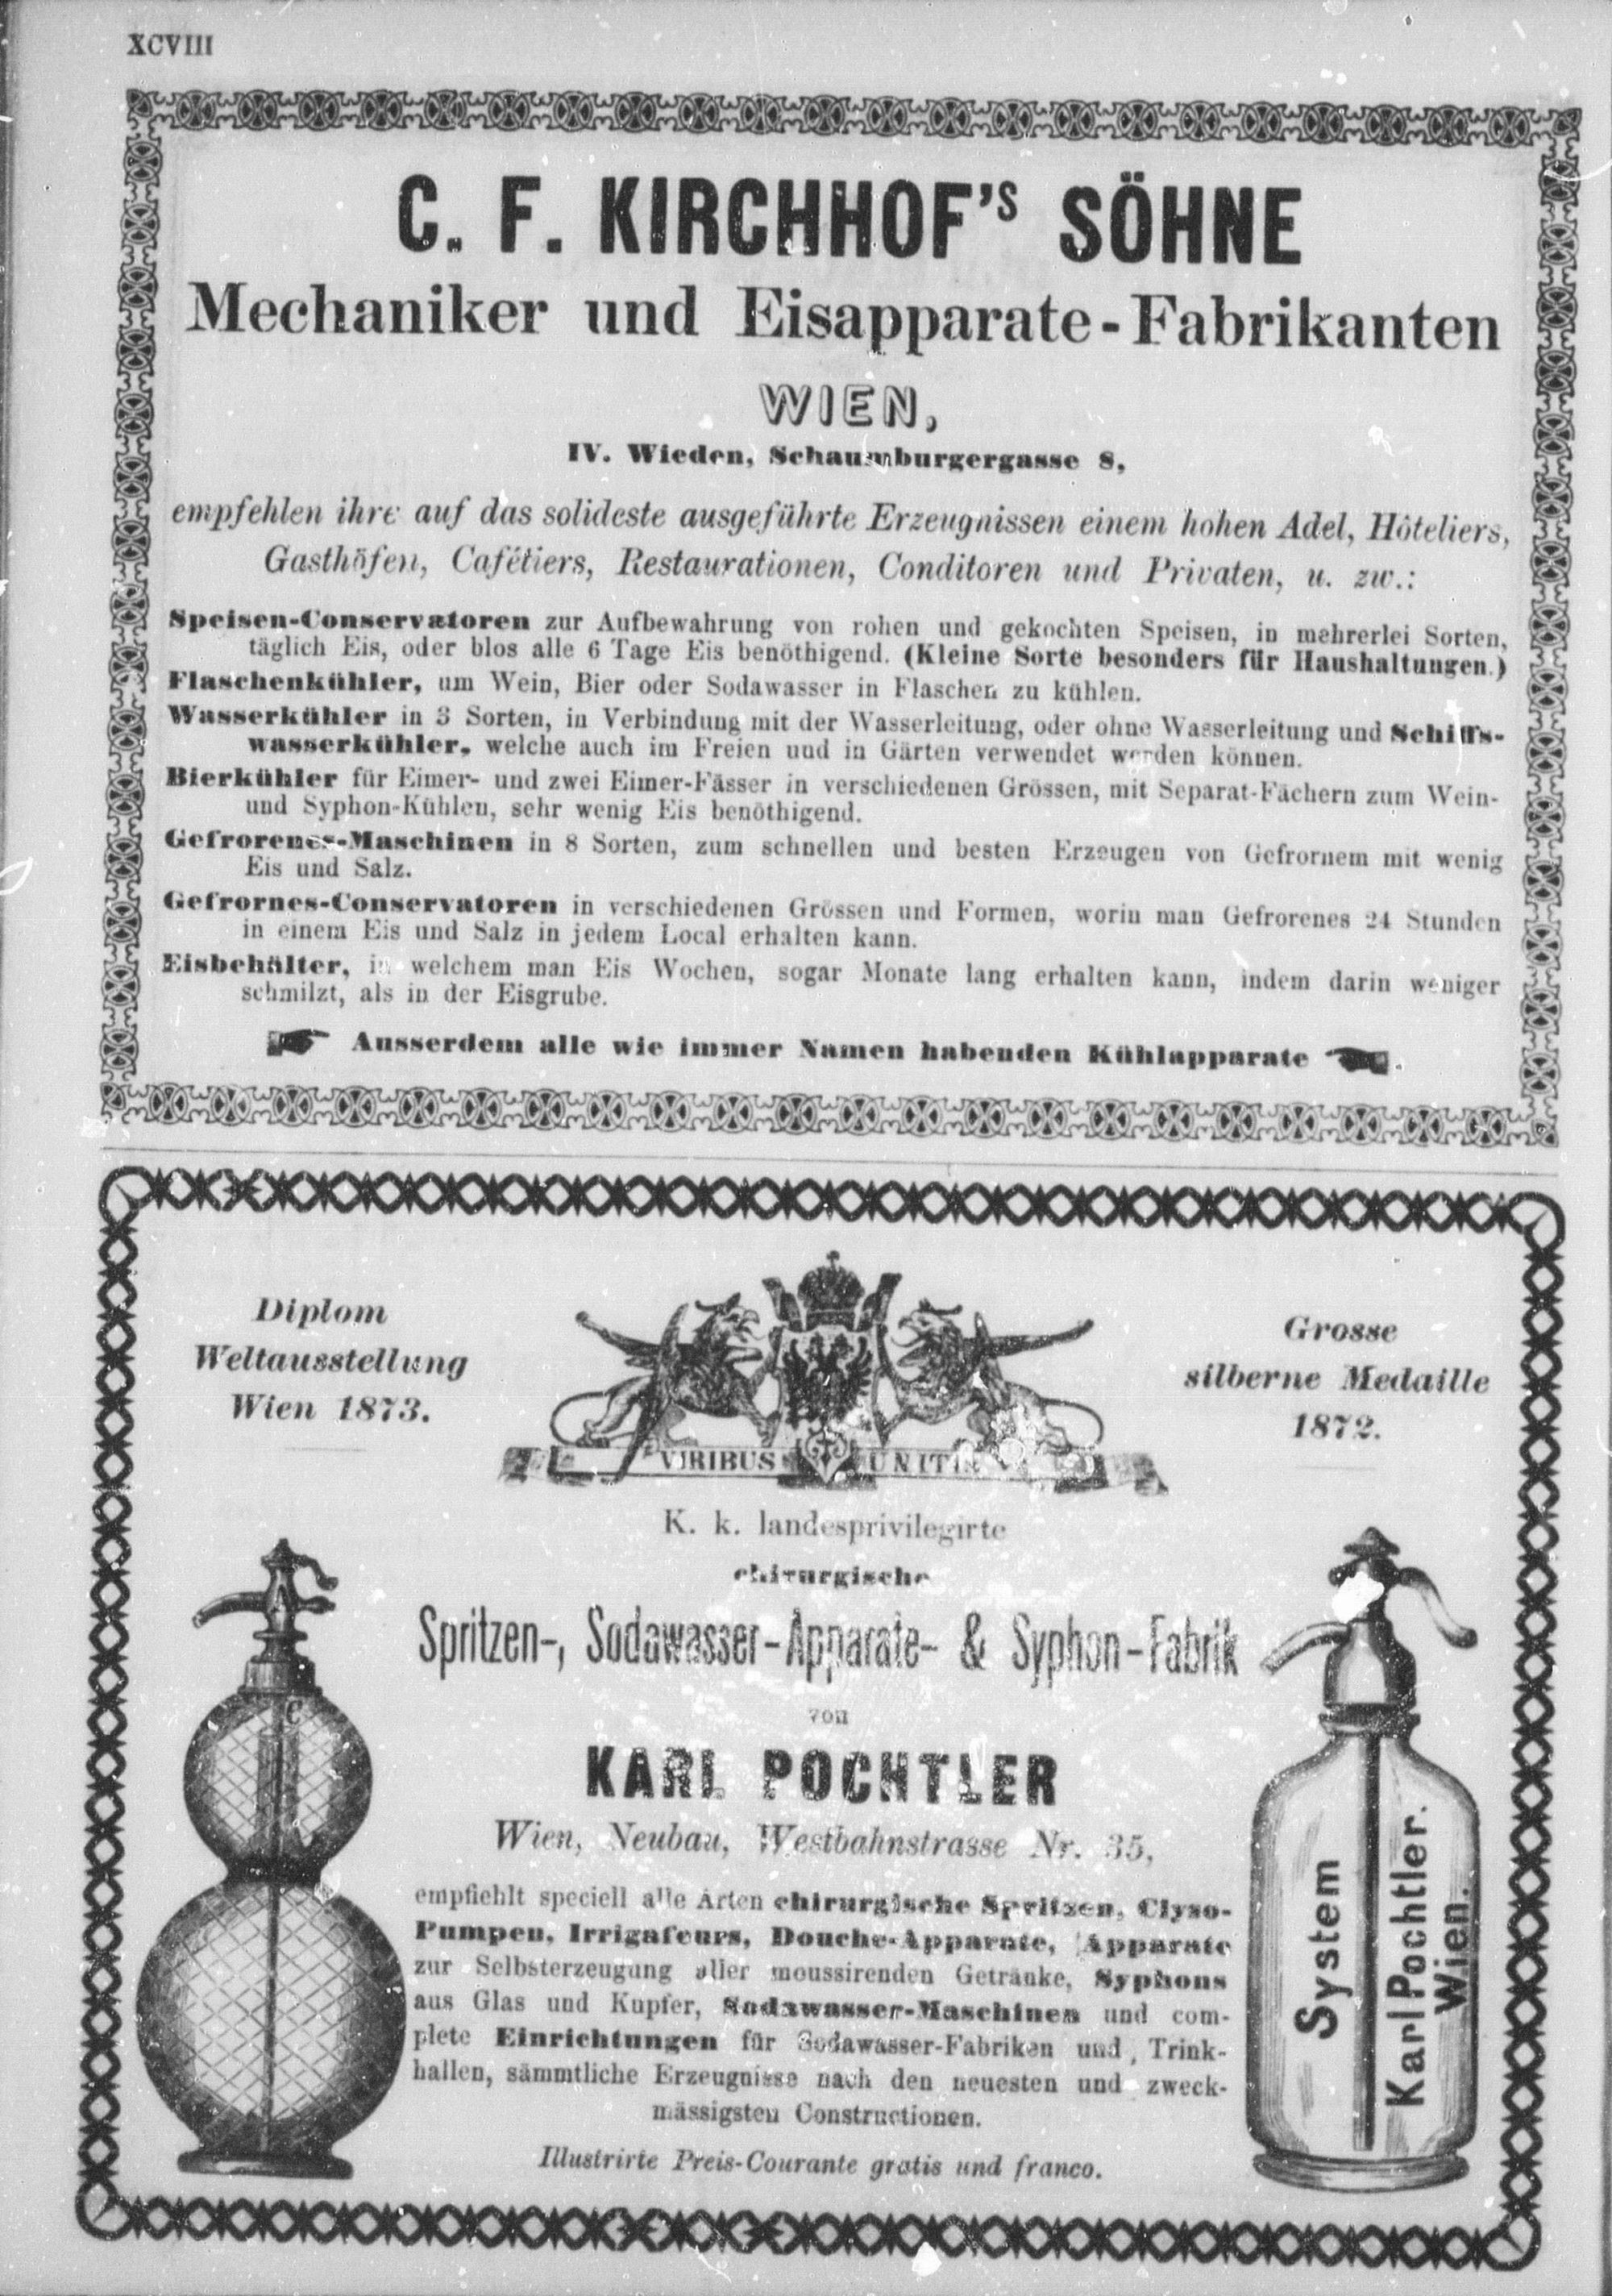 XCVIII
C. F. KIRCHHOF's SÖHNE
Mechaniker und Eisapparate-Fabrikanten
WIEN,
IV. Wieden, Schaumburgergasse 8,
empfehlen ihre auf das solideste ausgeführte Erzeugnissen einem hohen Adel, Hôteliers,
Gasthöfen, Cafétiers, Restaurationen, Conditoren und Privaten, u. zw.:
Speisen-Conservatoren zur Aufbewahrung von rohen und gekochten Speisen, in mehrerlei Sorten,
täglich Eis, oder blos alle 6 Tage Eis benöthigend. (Kleine Sorte besonders für Haushaltungen.)
Flaschenkühler, um Wein, Bier oder Sodawasser in Flaschen zu kühlen.
Wasserkühler in 3 Sorten, in Verbindung mit der Wasserleitung, oder ohne Wasserleitung und Schiffs-
wasserkühler, welche auch im Freien und in Gärten verwendet werden können.
Bierkühler für Eimer- und zwei Eimer-Fässer in verschiedenen Grössen, mit Separat-Fächern zum Wein-
und Syphon-Kühlen, sehr wenig Eis benöthigend.
Gefrorenes-Maschinen in 8 Sorten, zum schnellen und besten Erzeugen von Gefrornem mit wenig
Eis und Salz.
Gefrornes-Conservatoren in verschiedenen Grössen und Formen, worin man Gefrorenes 24 Stunden
in einem Eis und Salz in jedem Local erhalten kann.
Eisbehälter, in welchem man Eis Wochen, sogar Monate lang erhalten kann, indem darin weniger
schmilzt, als in der Eisgrube.
Ausserdem alle wie immer Namen habenden Kühlapparate.
Diplom
Weltausstellung
Wien 1873.
VIRIBUS UNITIS
Grosse
silberne Medaille
1872.
K. k. landesprivilegirte
chirurgische
Spritzen-, Sodawasser-Apparate- & Syphon-Fabrik
von
KARL POCHTLER
Wien, Neubau, Westbahnstrasse Nr. 35,
empfiehlt speciell alle Arten chirurgische Spritzen, Clyso-
Pumpen, Irrigateurs, Douche-Apparate, Apparate
zur Selbsterzeugung aller moussirenden Getränke, Syphons
aus Glas und Kupfer, Sodawasser-Maschinen und com-
plete Einrichtungen für Sodawasser-Fabriken und Trink-
hallen, sämmtliche Erzeugnisse nach den neuesten und zweck-
mässigsten Constructionen.
Illustrirte Preis-Courante gratis und franco.
System
Karl Pochtler.
Wien.